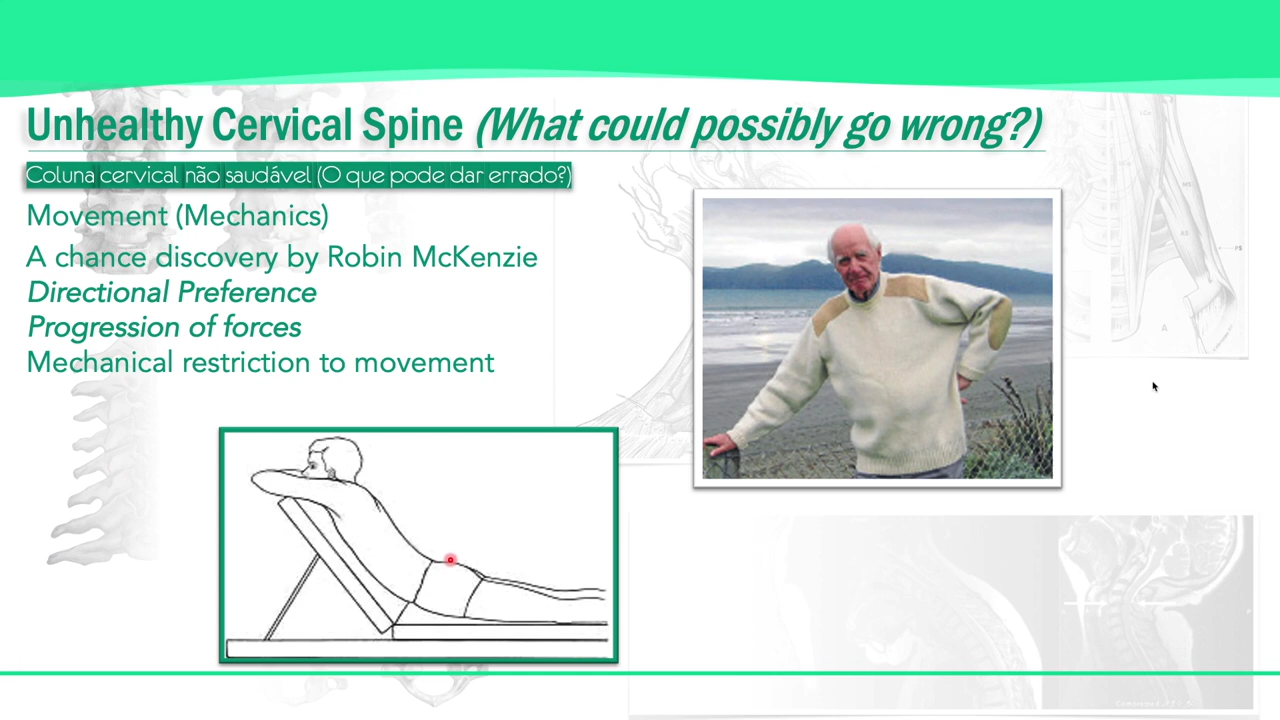 Unhealthy Cervical Spine (What could possibly go wrong?)
Coluna cervical não saudável (O que pode dar errado?)
Movement (Mechanics)
A chance discovery by Robin McKenzie
Directional Preference
Progression of forces
Mechanical restriction to movement